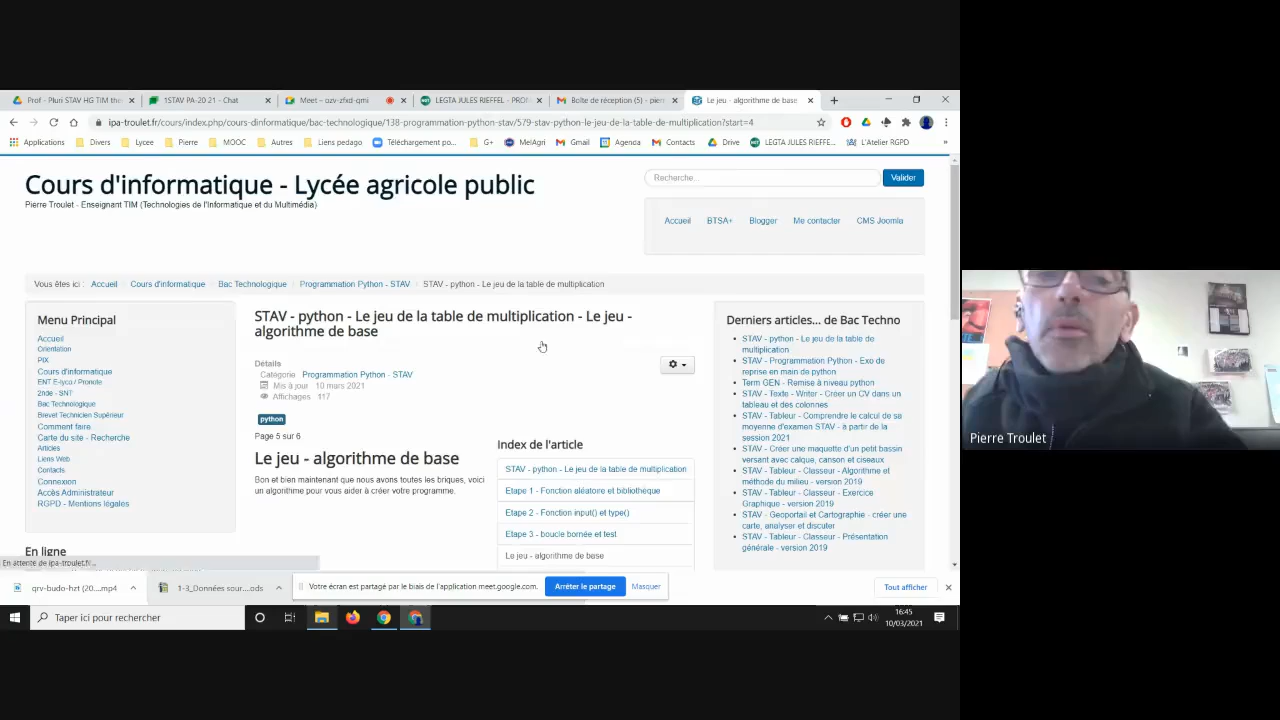 Prof - Pluri STAV HG TIM the
1STAV PA-20 21 - Chat
Meet – ozv-zfxd-qmi
LEGTA JULES RIEFFEL - PRON
Boîte de réception (5) - pierr
Le jeu - algorithme de base
ipa-troulet.fr/cours/index.php/cours-dinformatique/bac-technologique/138-programmation-python-stav/579-stav-python-le-jeu-de-la-table-de-multiplication?start=4
Applications Divers Lycee Pierre MOOC Autres Liens pedago Téléchargement po... G+ MelAgri Gmail Agenda Contacts Drive LEGTA JULES RIEFFE... L'Atelier RGPD »
Cours d'informatique - Lycée agricole public
Pierre Troulet - Enseignant TIM (Technologies de l'Informatique et du Multimédia)
Recherche...
Valider
Accueil BTSA+ Blogger Me contacter CMS Joomla
Vous êtes ici : Accueil Cours d'informatique Bac Technologique Programmation Python - STAV STAV - python - Le jeu de la table de multiplication
Menu Principal
Accueil
Orientation
PIX
Cours d'informatique
ENT E-lyco / Pronote
2nde - SNT
Bac Technologique
Brevet Technicien Supérieur
Comment faire
Carte du site - Recherche
Articles
Liens Web
Contacts
Connexion
Accès Administrateur
RGPD - Mentions légales
En ligne
STAV - python - Le jeu de la table de multiplication - Le jeu -
algorithme de base
Détails
Catégorie : Programmation Python - STAV
Mis à jour : 10 mars 2021
Affichages : 117
python
Page 5 sur 6
Le jeu - algorithme de base
Bon et bien maintenant que nous avons toutes les briques, voici
un algorithme pour vous aider à créer votre programme.
Index de l'article
STAV - python - Le jeu de la table de multiplication
Etape 1 - Fonction aléatoire et bibliothèque
Etape 2 - Fonction input() et type()
Etape 3 - boucle bornée et test
Le jeu - algorithme de base
Derniers articles... de Bac Techno
STAV - python - Le jeu de la table de
multiplication
STAV - Programmation Python - Exo de
reprise en main de python
Term GEN - Remise à niveau python
STAV - Texte - Writer - Créer un CV dans un
tableau et des colonnes
STAV - Tableur - Comprendre le calcul de sa
moyenne d'examen STAV - à partir de la
session 2021
STAV - Créer une maquette d'un petit bassin
versant avec calque, canson et ciseaux
STAV - Tableur - Classeur - Algorithme et
méthode du milieu - version 2019
STAV - Tableur - Classeur - Exercice
Graphique - version 2019
STAV - Geoportail et Cartographie - créer une
carte, analyser et discuter
STAV - Tableur - Classeur - Présentation
générale - version 2019
En attente de ipa-troulet.fr...
qrv-budo-hzt (20....mp4
1-3_Données sour....ods
Votre écran est partagé par le biais de l'application meet.google.com.
Arrêter le partage
Masquer
Tout afficher
Taper ici pour rechercher
16:45
10/03/2021
Pierre Troulet